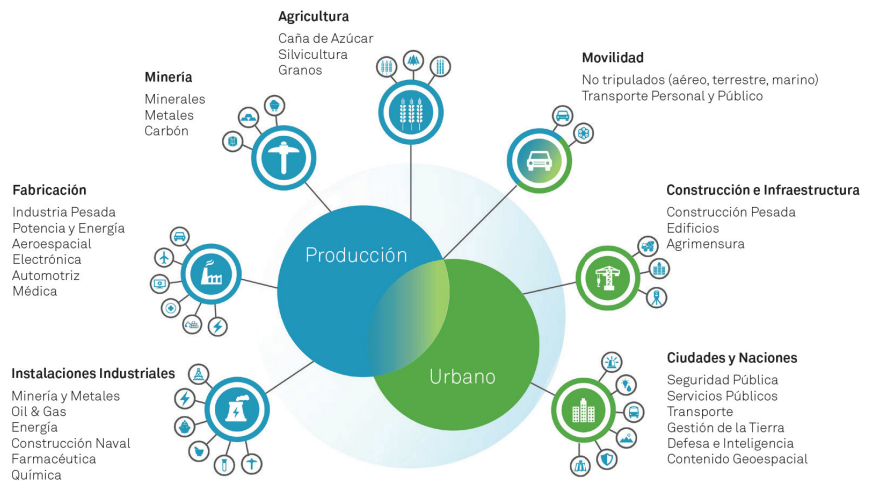 Agricultura
Caña de Azúcar
Silvicultura
Granos
Minería
Minerales
Metales
Carbón
Movilidad
No tripulados (aéreo, terrestre, marino)
Transporte Personal y Público
Fabricación
Industria Pesada
Potencia y Energía
Aeroespacial
Electrónica
Automotriz
Médica
Construcción e Infraestructura
Construcción Pesada
Edificios
Agrimensura
Producción
Urbano
Instalaciones Industriales
Minería y Metales
Oil & Gas
Energía
Construcción Naval
Farmacéutica
Química
Ciudades y Naciones
Seguridad Pública
Servicios Públicos
Transporte
Gestión de la Tierra
Defensa e Inteligencia
Contenido Geoespacial